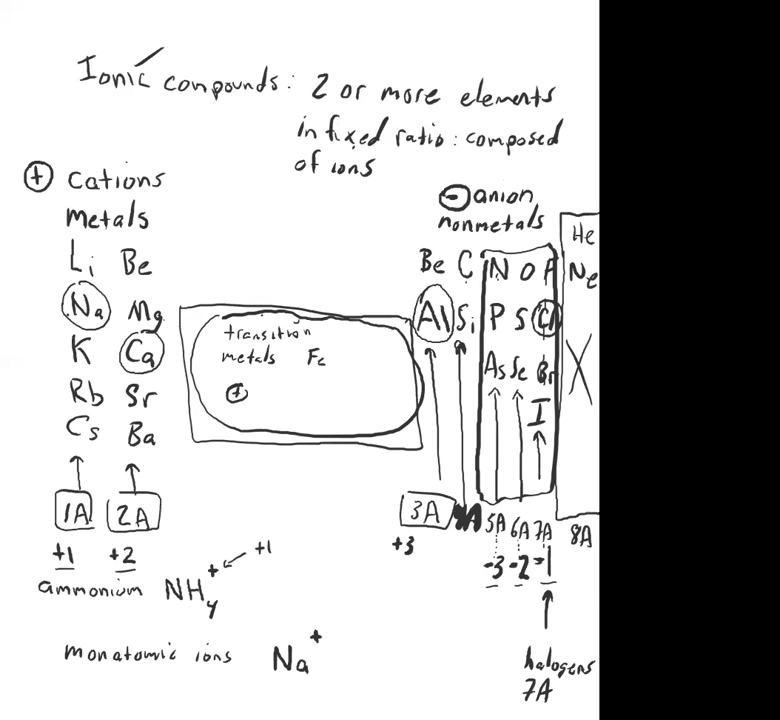 Ionic compounds: 2 or more elements
in fixed ratio: composed
of ions
⊕ cations
metals
⊖ anion
nonmetals
Li Be
Be C N O F
He
Na Mg
Al Si P S Cl
Ne
transition
metals Fe
K Ca
As Se Br
X
+
Rb Sr
I
Cs Ba
1A 2A
3A 4A 5A 6A 7A 8A
+1 +2
+3
-3 -2 -1
ammonium NH4+ +1
monatomic ions Na+
halogens
7A